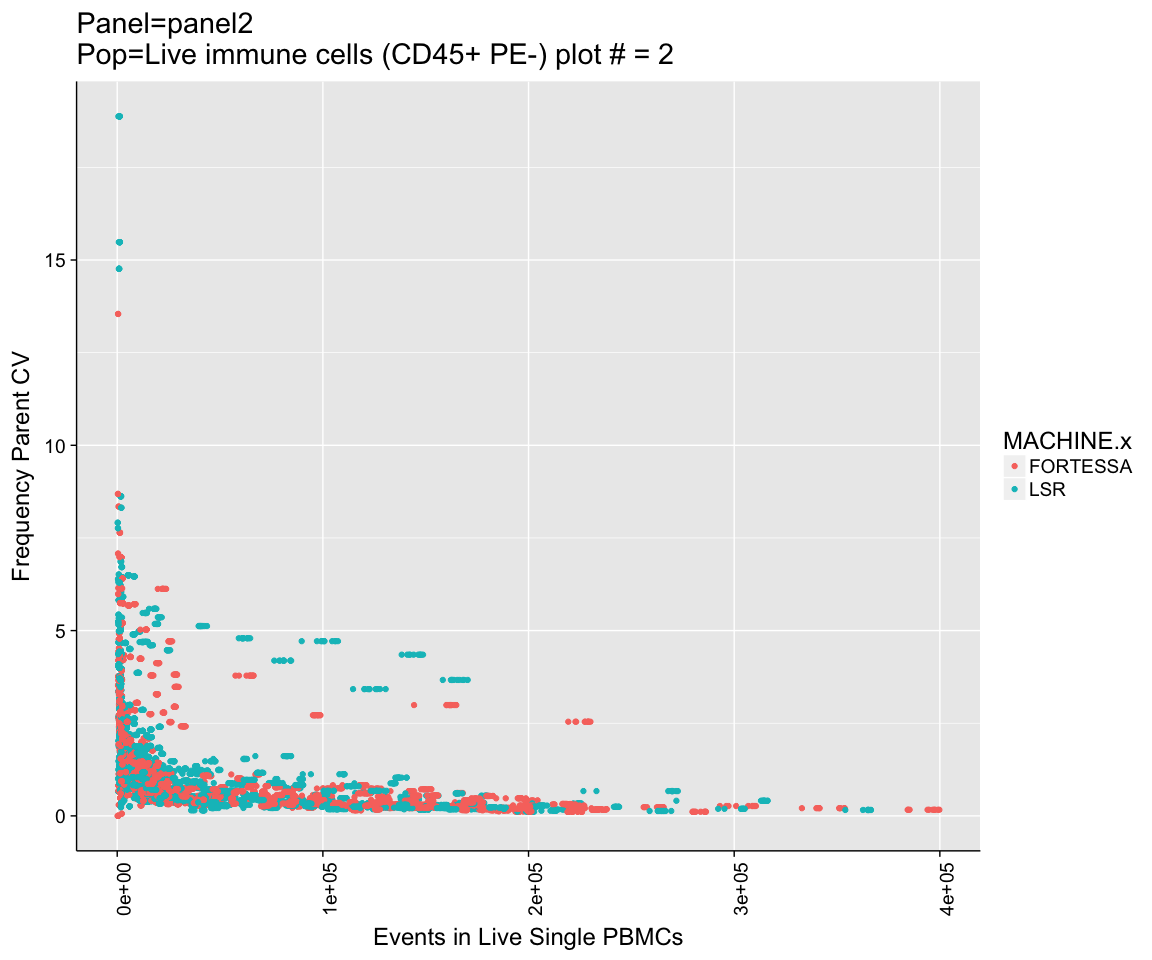 Panel=panel2
Pop=Live immune cells (CD45+ PE-) plot # = 2
Frequency Parent CV
15
10
5
0
0e+00
1e+05
2e+05
3e+05
4e+05
Events in Live Single PBMCs
MACHINE.x
FORTESSA
LSR